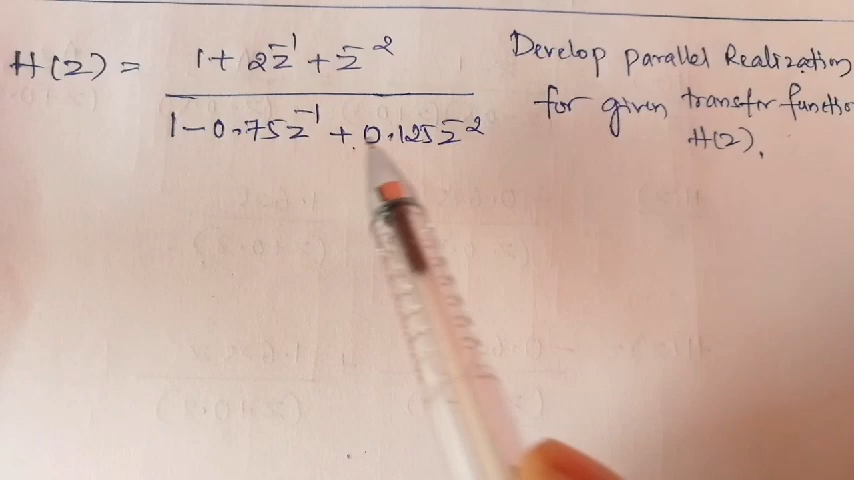 H(z) = 1 + 2z⁻¹ + z⁻²
1 - 0.75z⁻¹ + 0.125z⁻²
Develop parallel Realization
for given transfer function
H(z).